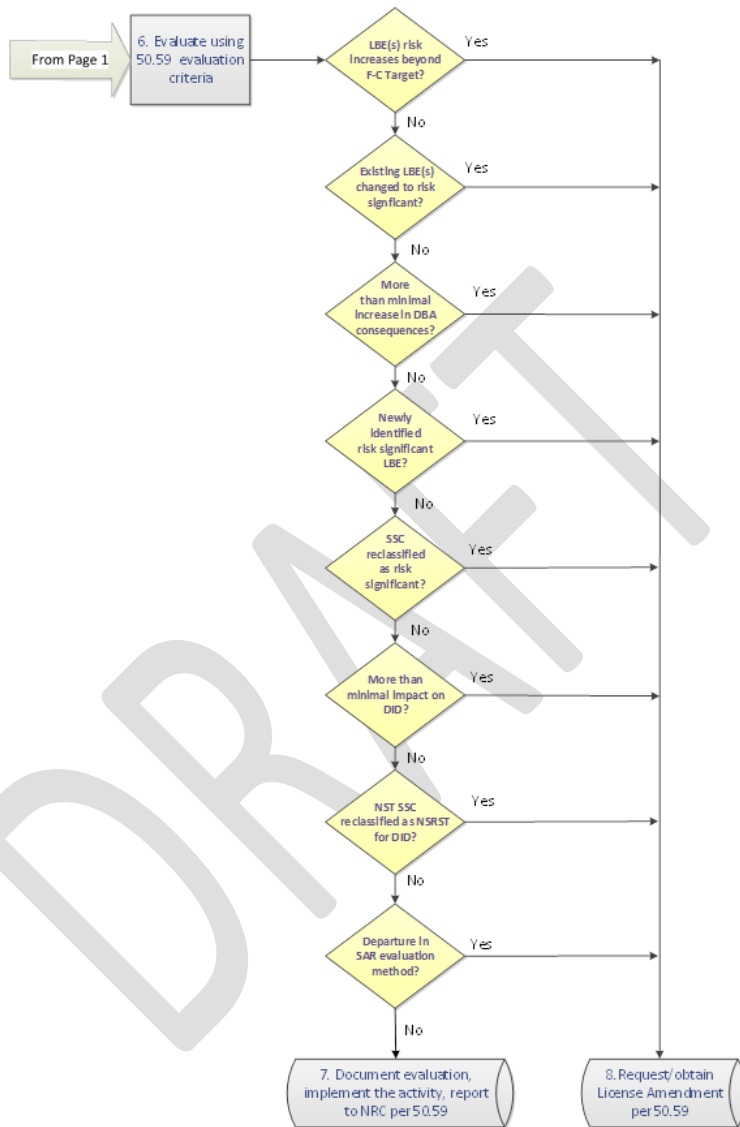 From Page 1
6. Evaluate using
50.59 evaluation
criteria
LBE(s) risk
increases beyond
F-C Target?
Yes
No
Existing LBE(s)
changed to risk
signficant?
Yes
No
More
than minimal
increase in DBA
consequences?
Yes
No
Newly
identified
risk significant
LBE?
Yes
No
SSC
reclassified
as risk
significant?
Yes
No
More than
minimal impact on
DID?
Yes
No
NST SSC
reclassified as NSRST
for DID?
Yes
No
Departure in
SAR evaluation
method?
Yes
No
7. Document evaluation,
implement the activity, report
to NRC per 50.59
8. Request/obtain
License Amendment
per 50.59
DRAFT